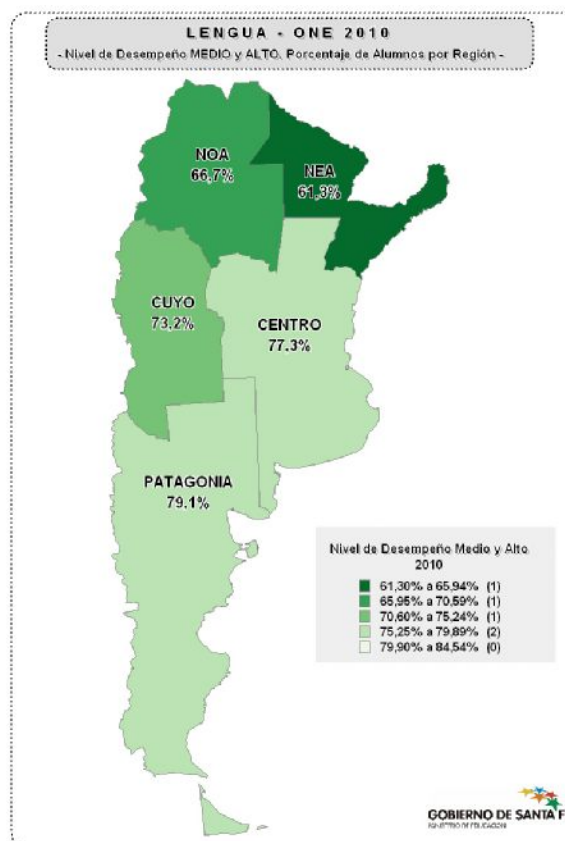 LENGUA - ONE 2010
- Nivel de Desempeño MEDIO y ALTO. Porcentaje de Alumnos por Región -
NOA
66,7%
NEA
61,3%
CUYO
73,2%
CENTRO
77,3%
PATAGONIA
79,1%
Nivel de Desempeño Medio y Alto
2010
61,30% a 65,94% (1)
65,95% a 70,59% (1)
70,60% a 75,24% (1)
75,25% a 79,89% (2)
79,90% a 84,54% (0)
GOBIERNO DE SANTA F
MINISTERIO DE EDUCACION